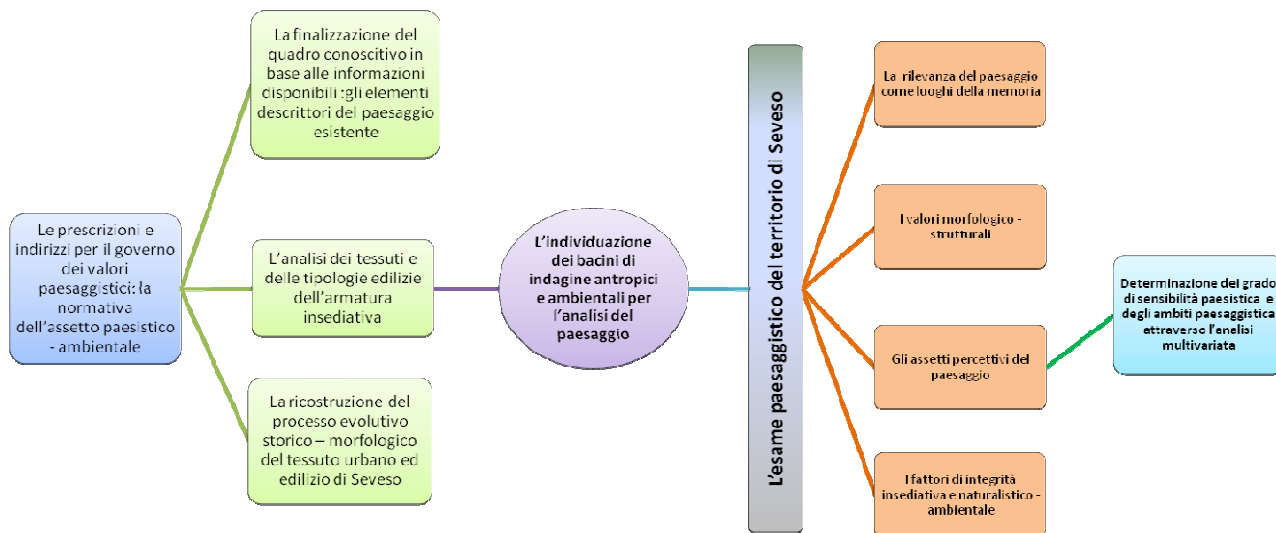 Le prescrizioni e
indirizzi per il governo
dei valori
paesaggistici: la
normativa
dell'assetto paesistico
- ambientale
La finalizzazione del
quadro conoscitivo in
base alle informazioni
disponibili :gli elementi
descrittori del paesaggio
esistente
L'analisi dei tessuti e
delle tipologie edilizie
dell'armatura
insediativa
La ricostruzione del
processo evolutivo
storico – morfologico
del tessuto urbano ed
edilizio di Seveso
L'individuazione
dei bacini di
indagine antropici
e ambientali per
l'analisi del
paesaggio
L'esame paesaggistico del territorio di Seveso
La rilevanza del paesaggio
come luoghi della memoria
I valori morfologico -
strutturali
Gli assetti percettivi del
paesaggio
I fattori di integrità
insediativa e naturalistico -
ambientale
Determinazione del grado
di sensibilità paesistica e
degli ambiti paesaggistica
attraverso l'analisi
multivariata